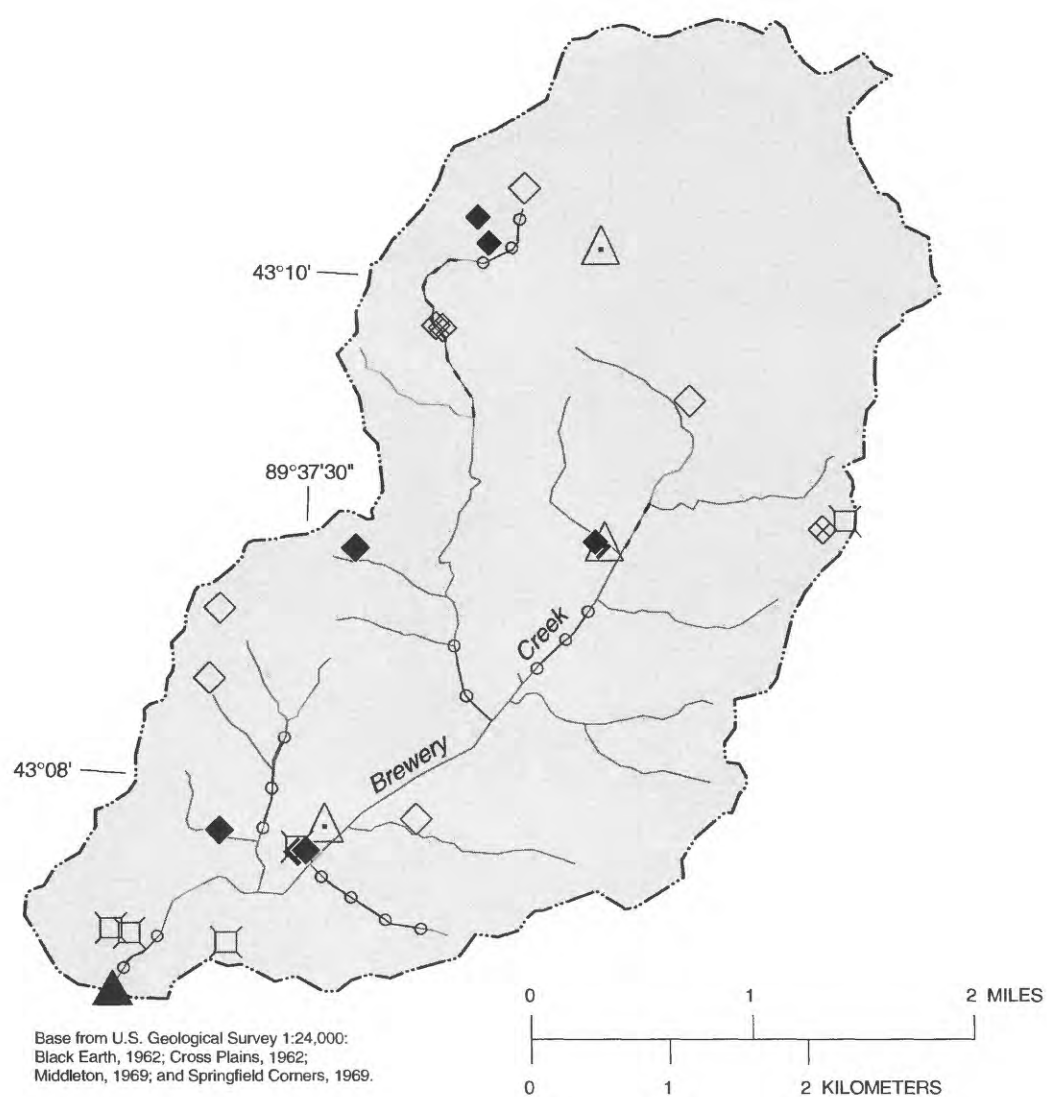 43°10'
89°37'30"
Creek
Brewery
43°08'
0 1 2 MILES
0 1 2 KILOMETERS
Base from U.S. Geological Survey 1:24,000:
Black Earth, 1962; Cross Plains, 1962;
Middleton, 1969; and Springfield Corners, 1969.